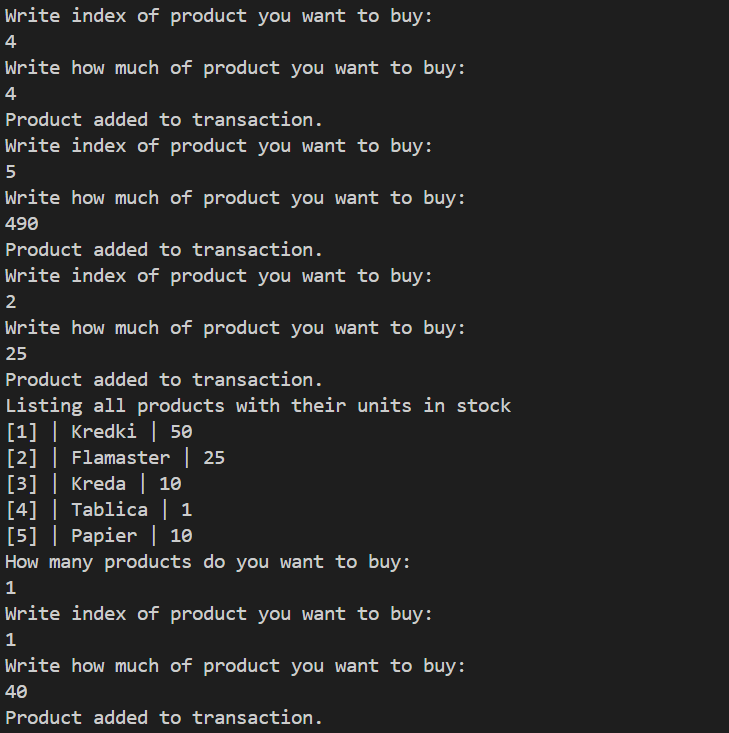 Write index of product you want to buy:
4
Write how much of product you want to buy:
4
Product added to transaction.
Write index of product you want to buy:
5
Write how much of product you want to buy:
490
Product added to transaction.
Write index of product you want to buy:
2
Write how much of product you want to buy:
25
Product added to transaction.
Listing all products with their units in stock
[1] | Kredki | 50
[2] | Flamaster | 25
[3] | Kreda | 10
[4] | Tablica | 1
[5] | Papier | 10
How many products do you want to buy:
1
Write index of product you want to buy:
1
Write how much of product you want to buy:
40
Product added to transaction.